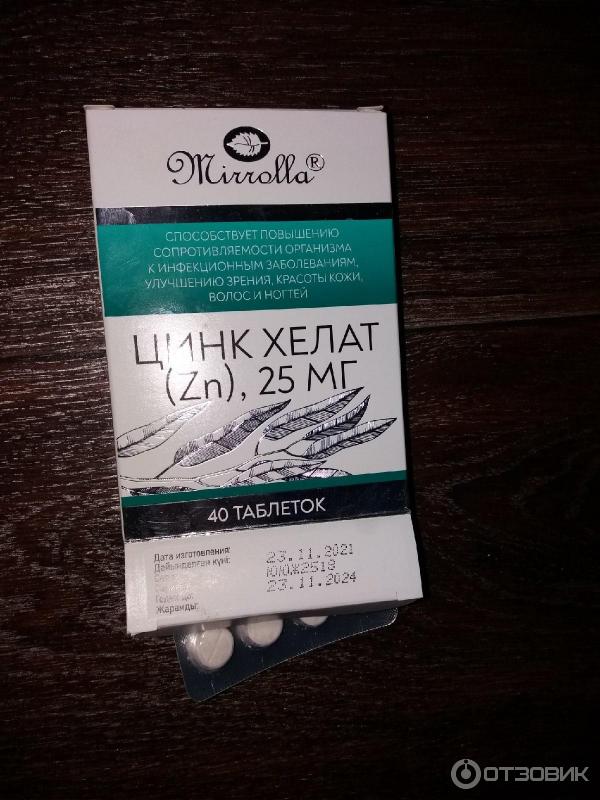 Mirrolla®
СПОСОБСТВУЕТ ПОВЫШЕНИЮ
СОПРОТИВЛЯЕМОСТИ ОРГАНИЗМА
К ИНФЕКЦИОННЫМ ЗАБОЛЕВАНИЯМ,
УЛУЧШЕНИЮ ЗРЕНИЯ, КРАСОТЫ КОЖИ,
ВОЛОС И НОГТЕЙ
ЦИНК ХЕЛАТ
(Zn), 25 МГ
40 ТАБЛЕТОК
Дата изготовления: 23.11.2021
Дайындалған күні: ЮЮЖ2518
23.11.2024
Жарамды:
ОТЗОВИК